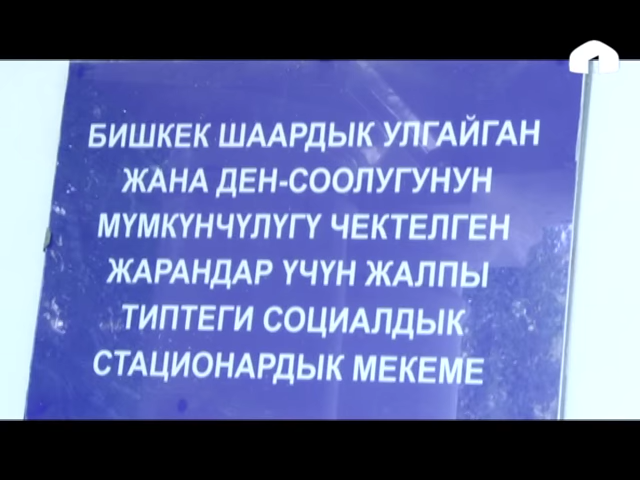 БИШКЕК ШААРДЫК УЛГАЙГАН
ЖАНА ДЕН-СООЛУГУНУН
МҮМКҮНЧҮЛҮГҮ ЧЕКТЕЛГЕН
ЖАРАНДАР ҮЧҮН ЖАЛПЫ
ТИПТЕГИ СОЦИАЛДЫК
СТАЦИОНАРДЫК МЕКЕМЕ